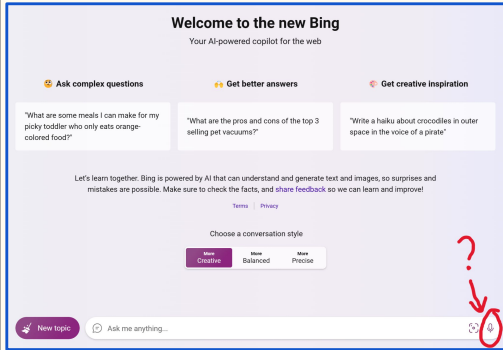 Welcome to the new Bing
Your AI-powered copilot for the web
Ask complex questions
Get better answers
Get creative inspiration
"What are some meals I can make for my
picky toddler who only eats orange-
colored food?"
"What are the pros and cons of the top 3
selling pet vacuums?"
"Write a haiku about crocodiles in outer
space in the voice of a pirate"
Let's learn together. Bing is powered by AI that can understand and generate text and images, so surprises and
mistakes are possible. Make sure to check the facts, and share feedback so we can learn and improve!
Terms | Privacy
Choose a conversation style
More
Creative
More
Balanced
More
Precise
?
New topic
Ask me anything...